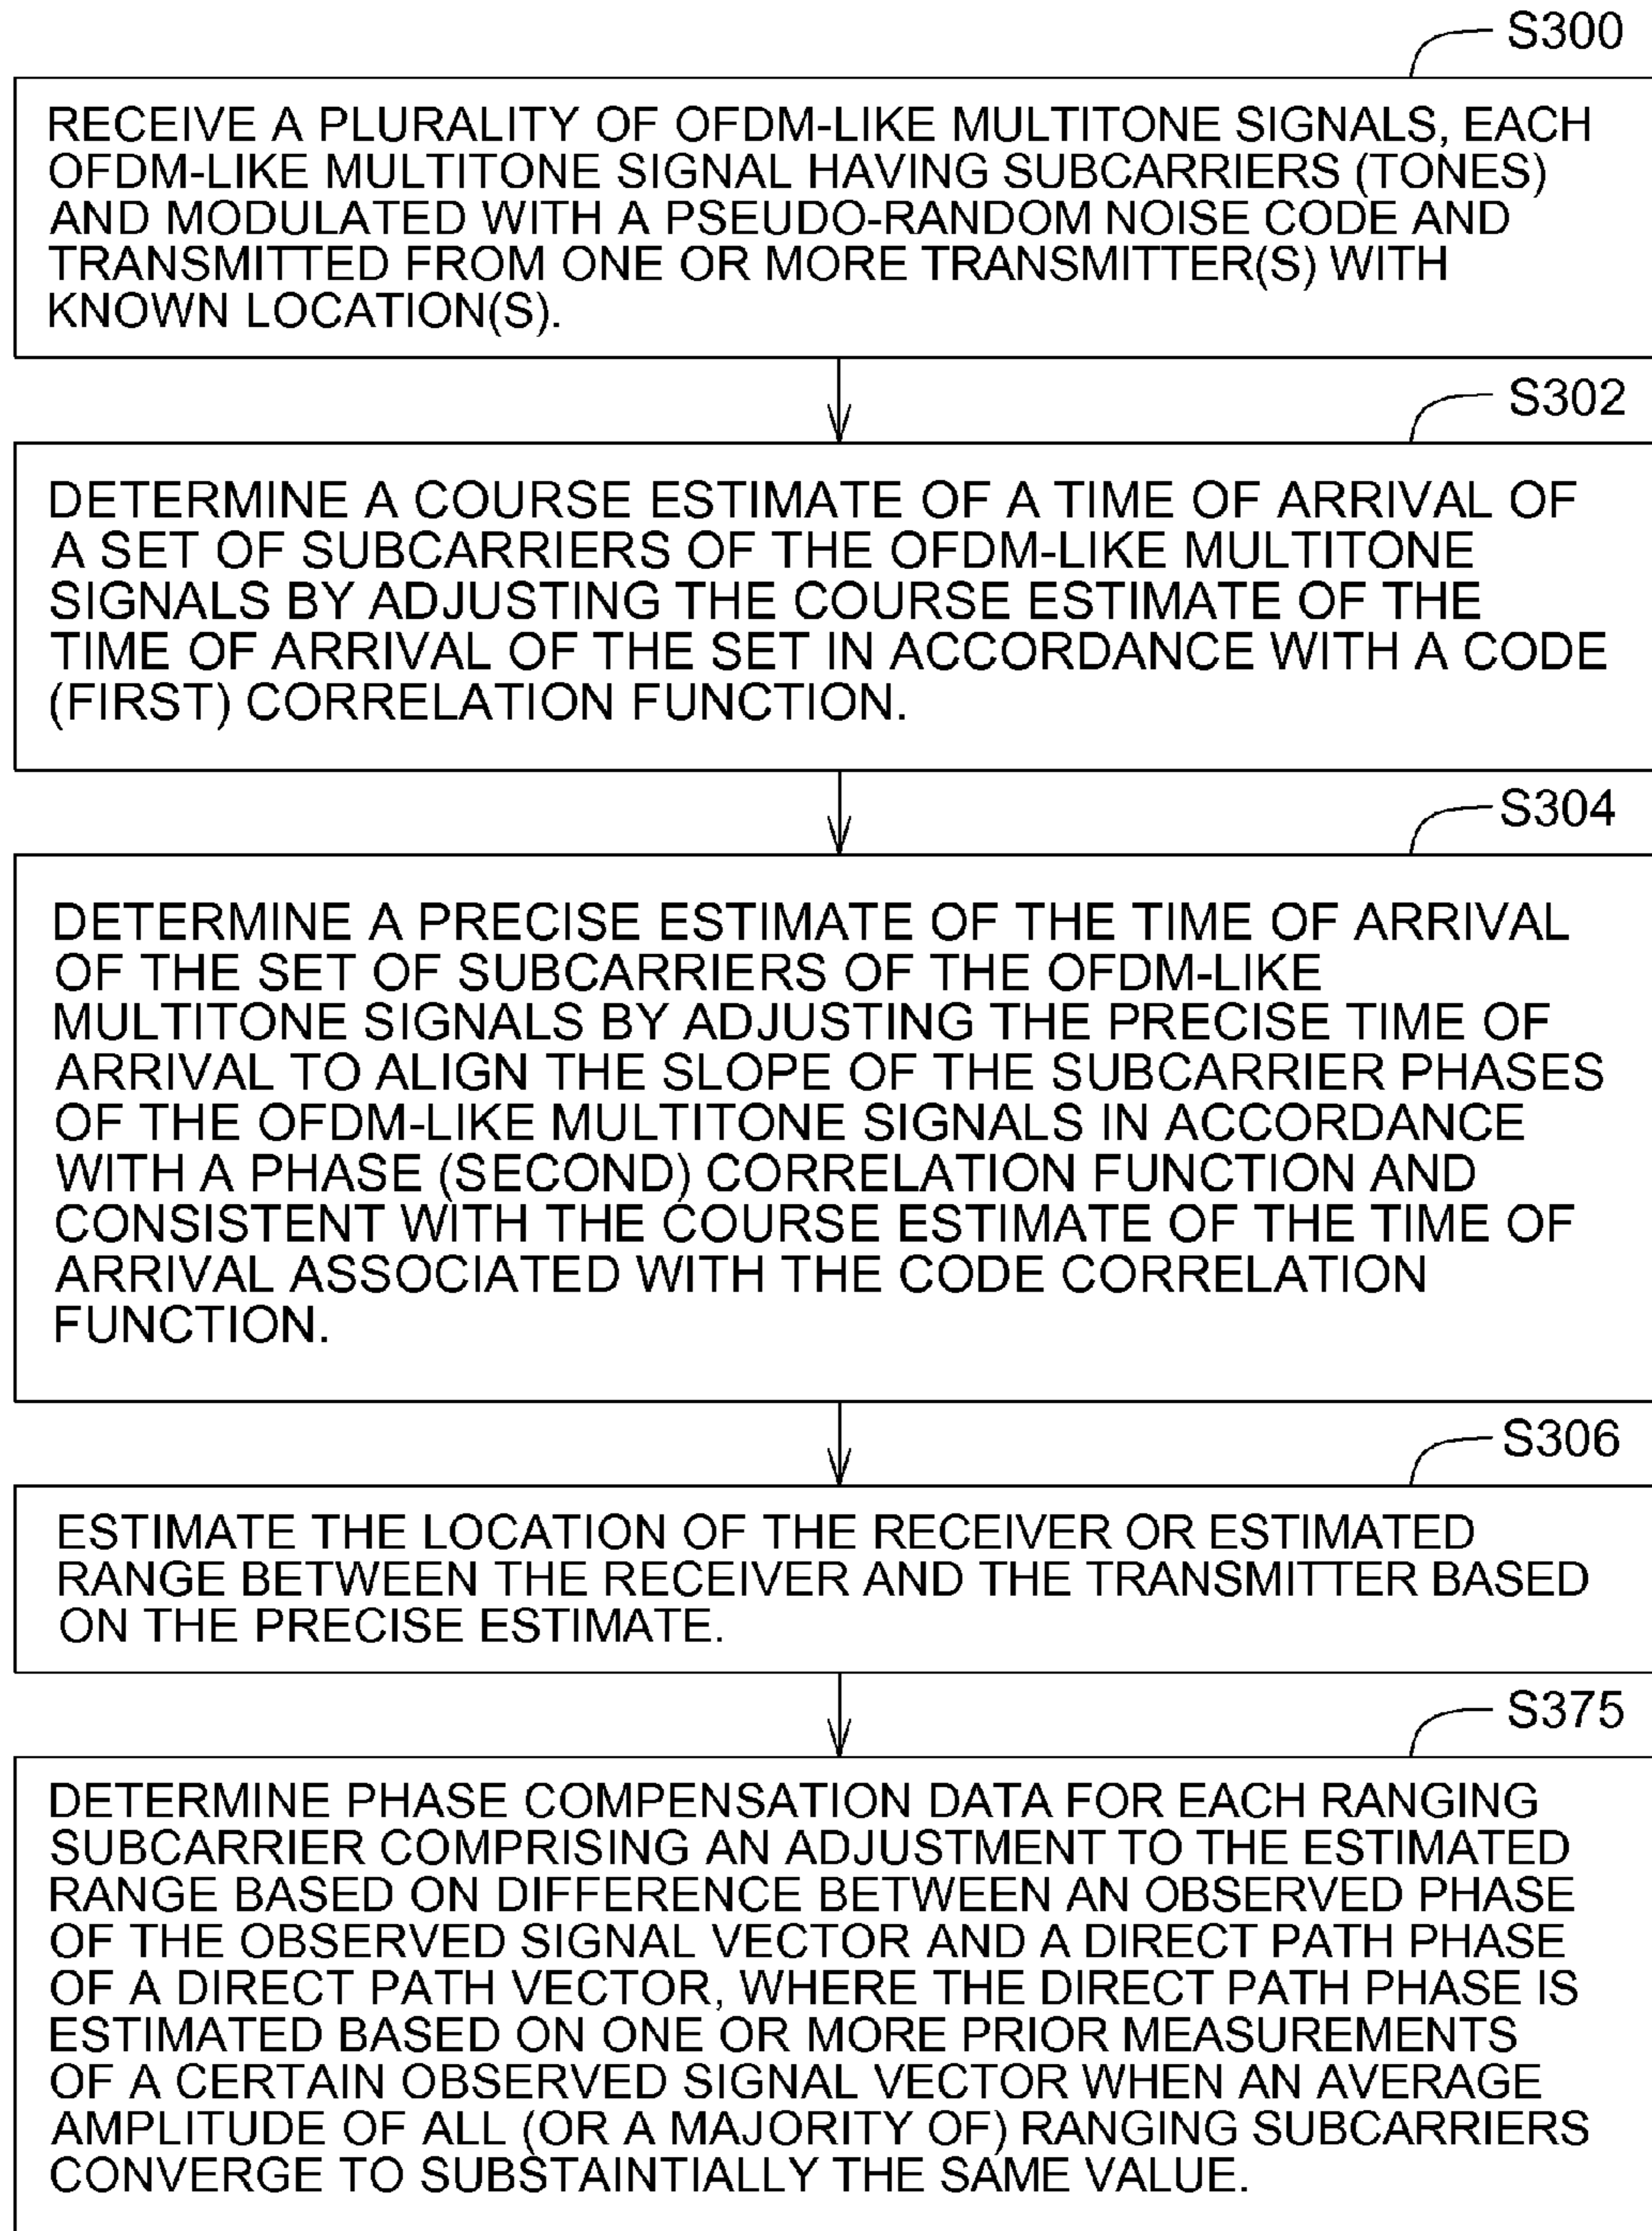 S300
RECEIVE A PLURALITY OF OFDM-LIKE MULTITONE SIGNALS, EACH
OFDM-LIKE MULTITONE SIGNAL HAVING SUBCARRIERS (TONES)
AND MODULATED WITH A PSEUDO-RANDOM NOISE CODE AND
TRANSMITTED FROM ONE OR MORE TRANSMITTER(S) WITH
KNOWN LOCATION(S).
S302
DETERMINE A COURSE ESTIMATE OF A TIME OF ARRIVAL OF
A SET OF SUBCARRIERS OF THE OFDM-LIKE MULTITONE
SIGNALS BY ADJUSTING THE COURSE ESTIMATE OF THE
TIME OF ARRIVAL OF THE SET IN ACCORDANCE WITH A CODE
(FIRST) CORRELATION FUNCTION.
S304
DETERMINE A PRECISE ESTIMATE OF THE TIME OF ARRIVAL
OF THE SET OF SUBCARRIERS OF THE OFDM-LIKE
MULTITONE SIGNALS BY ADJUSTING THE PRECISE TIME OF
ARRIVAL TO ALIGN THE SLOPE OF THE SUBCARRIER PHASES
OF THE OFDM-LIKE MULTITONE SIGNALS IN ACCORDANCE
WITH A PHASE (SECOND) CORRELATION FUNCTION AND
CONSISTENT WITH THE COURSE ESTIMATE OF THE TIME OF
ARRIVAL ASSOCIATED WITH THE CODE CORRELATION
FUNCTION.
S306
ESTIMATE THE LOCATION OF THE RECEIVER OR ESTIMATED
RANGE BETWEEN THE RECEIVER AND THE TRANSMITTER BASED
ON THE PRECISE ESTIMATE.
S375
DETERMINE PHASE COMPENSATION DATA FOR EACH RANGING
SUBCARRIER COMPRISING AN ADJUSTMENT TO THE ESTIMATED
RANGE BASED ON DIFFERENCE BETWEEN AN OBSERVED PHASE
OF THE OBSERVED SIGNAL VECTOR AND A DIRECT PATH PHASE
OF A DIRECT PATH VECTOR, WHERE THE DIRECT PATH PHASE IS
ESTIMATED BASED ON ONE OR MORE PRIOR MEASUREMENTS
OF A CERTAIN OBSERVED SIGNAL VECTOR WHEN AN AVERAGE
AMPLITUDE OF ALL (OR A MAJORITY OF) RANGING SUBCARRIERS
CONVERGE TO SUBSTAINTIALLY THE SAME VALUE.